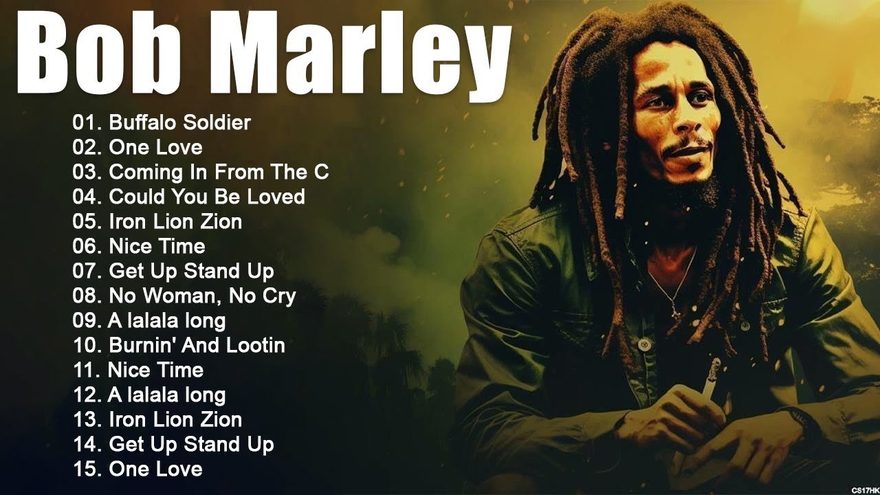 Bob Marley
01. Buffalo Soldier
02. One Love
03. Coming In From The C
04. Could You Be Loved
05. Iron Lion Zion
06. Nice Time
07. Get Up Stand Up
08. No Woman, No Cry
09. A lalala long
10. Burnin' And Lootin
11. Nice Time
12. A lalala long
13. Iron Lion Zion
14. Get Up Stand Up
15. One Love
CS17HK